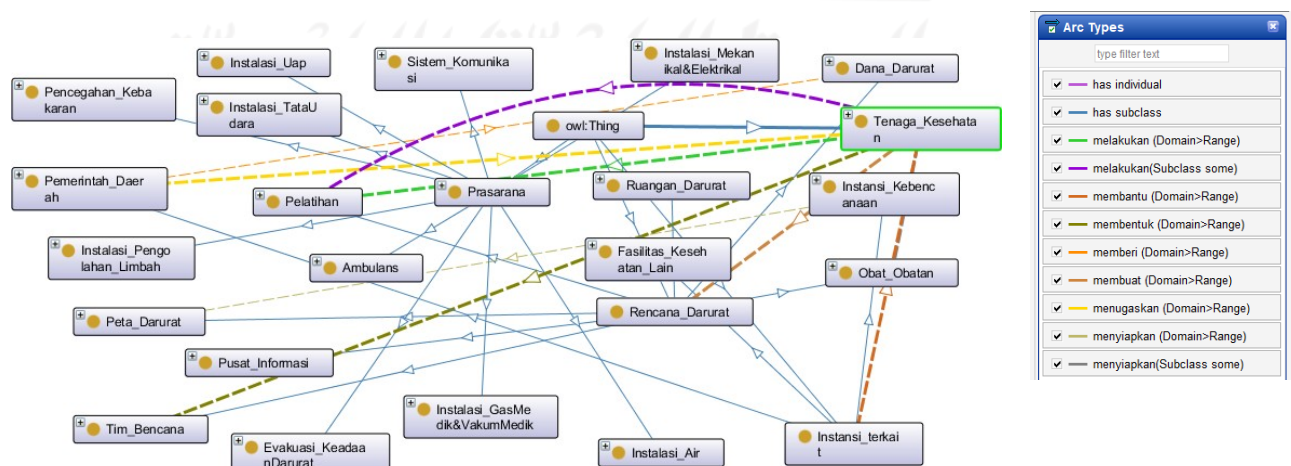 Instalasi_Uap
Sistem_Komunika
si
Instalasi_Mekan
ikal&Elektrikal
Dana_Darurat
Pencegahan_Keba
karan
Instalasi_TataU
dara
owl:Thing
Tenaga_Kesehata
n
Pemerintah_Daer
ah
Pelatihan
Prasarana
Ruangan_Darurat
Instansi_Kebenc
anaan
Instalasi_Pengo
lahan_Limbah
Ambulans
Fasilitas_Keseh
atan_Lain
Obat_Obatan
Peta_Darurat
Rencana_Darurat
Pusat_Informasi
Tim_Bencana
Instalasi_GasMe
dik&VakumMedik
Evakuasi_Keadaa
nDarurat
Instalasi_Air
Instansi_terkai
t
Arc Types
type filter text
has individual
has subclass
melakukan (Domain>Range)
melakukan(Subclass some)
membantu (Domain>Range)
membentuk (Domain>Range)
memberi (Domain>Range)
membuat (Domain>Range)
menugaskan (Domain>Range)
menyiapkan (Domain>Range)
menyiapkan(Subclass some)